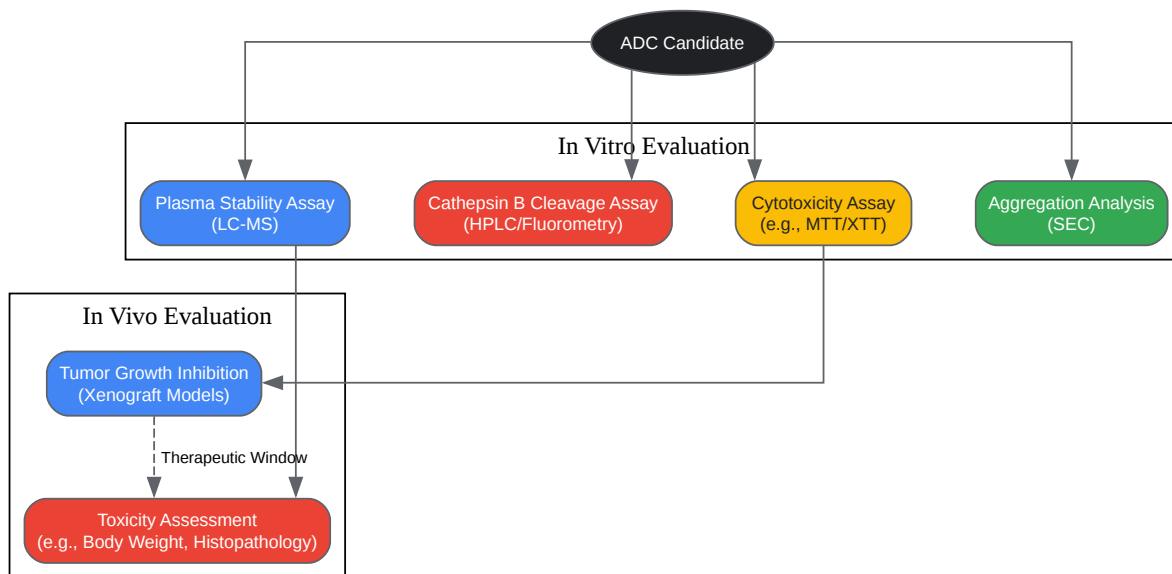 ADC Candidate
In Vitro Evaluation
Plasma Stability Assay
(LC-MS)
Cathepsin B Cleavage Assay
(HPLC/Fluorometry)
Cytotoxicity Assay
(e.g., MTT/XTT)
Aggregation Analysis
(SEC)
In Vivo Evaluation
Tumor Growth Inhibition
(Xenograft Models)
Therapeutic Window
Toxicity Assessment
(e.g., Body Weight, Histopathology)